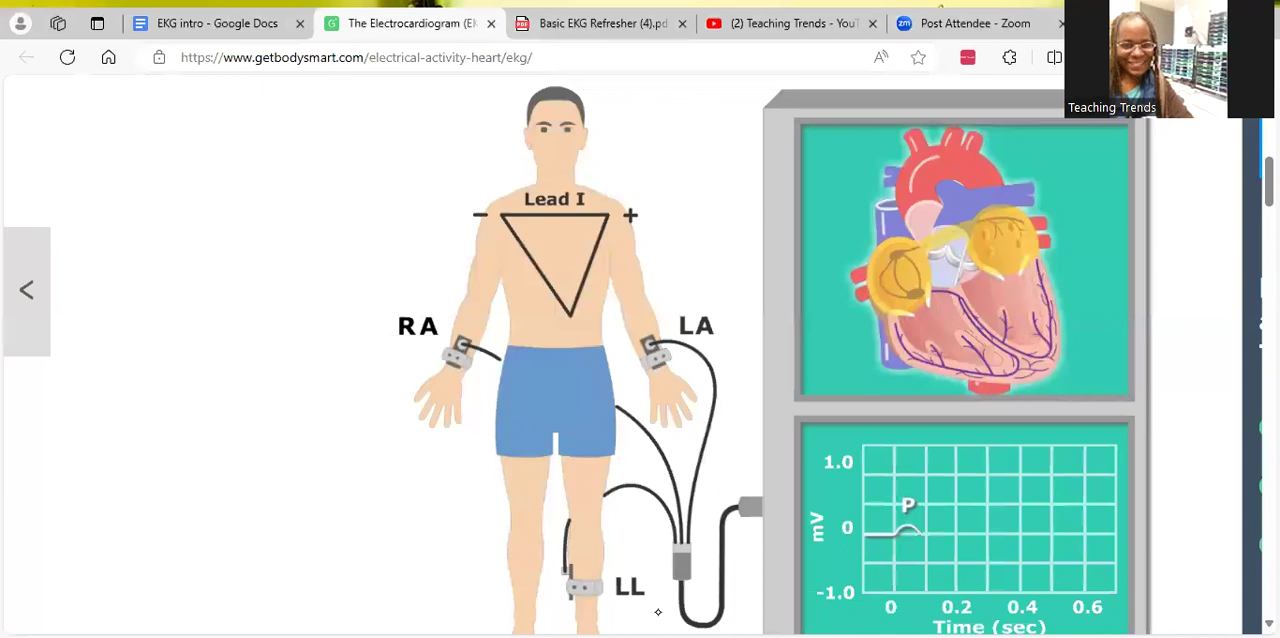 EKG intro - Google Docs
The Electrocardiogram (EK
Basic EKG Refresher (4).pd
(2) Teaching Trends - YouT
Post Attendee - Zoom
https://www.getbodysmart.com/electrical-activity-heart/ekg/
Teaching Trends
Lead I
- +
RA
LA
LL
1.0
P
mV
0
-1.0
0 0.2 0.4 0.6
Time (sec)